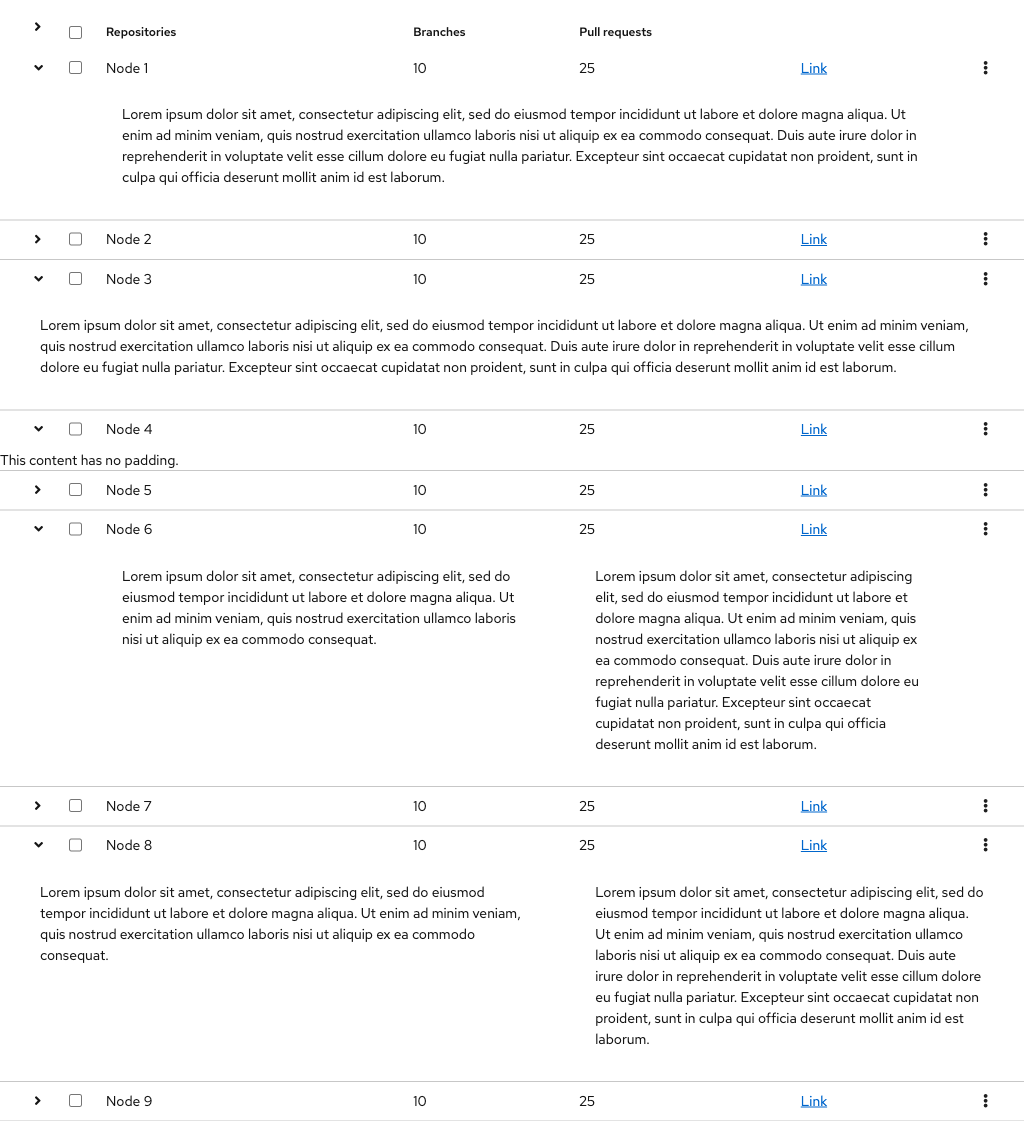 Repositories Branches Pull requests
Node 1 10 25 Link
Lorem ipsum dolor sit amet, consectetur adipiscing elit, sed do eiusmod tempor incididunt ut labore et dolore magna aliqua. Ut
enim ad minim veniam, quis nostrud exercitation ullamco laboris nisi ut aliquip ex ea commodo consequat. Duis aute irure dolor in
reprehenderit in voluptate velit esse cillum dolore eu fugiat nulla pariatur. Excepteur sint occaecat cupidatat non proident, sunt in
culpa qui officia deserunt mollit anim id est laborum.
Node 2 10 25 Link
Node 3 10 25 Link
Lorem ipsum dolor sit amet, consectetur adipiscing elit, sed do eiusmod tempor incididunt ut labore et dolore magna aliqua. Ut enim ad minim veniam,
quis nostrud exercitation ullamco laboris nisi ut aliquip ex ea commodo consequat. Duis aute irure dolor in reprehenderit in voluptate velit esse cillum
dolore eu fugiat nulla pariatur. Excepteur sint occaecat cupidatat non proident, sunt in culpa qui officia deserunt mollit anim id est laborum.
Node 4 10 25 Link
This content has no padding.
Node 5 10 25 Link
Node 6 10 25 Link
Lorem ipsum dolor sit amet, consectetur adipiscing elit, sed do
eiusmod tempor incididunt ut labore et dolore magna aliqua. Ut
enim ad minim veniam, quis nostrud exercitation ullamco laboris
nisi ut aliquip ex ea commodo consequat.
Lorem ipsum dolor sit amet, consectetur adipiscing
elit, sed do eiusmod tempor incididunt ut labore et
dolore magna aliqua. Ut enim ad minim veniam, quis
nostrud exercitation ullamco laboris nisi ut aliquip ex
ea commodo consequat. Duis aute irure dolor in
reprehenderit in voluptate velit esse cillum dolore eu
fugiat nulla pariatur. Excepteur sint occaecat
cupidatat non proident, sunt in culpa qui officia
deserunt mollit anim id est laborum.
Node 7 10 25 Link
Node 8 10 25 Link
Lorem ipsum dolor sit amet, consectetur adipiscing elit, sed do eiusmod
tempor incididunt ut labore et dolore magna aliqua. Ut enim ad minim veniam,
quis nostrud exercitation ullamco laboris nisi ut aliquip ex ea commodo
consequat.
Lorem ipsum dolor sit amet, consectetur adipiscing elit, sed do
eiusmod tempor incididunt ut labore et dolore magna aliqua.
Ut enim ad minim veniam, quis nostrud exercitation ullamco
laboris nisi ut aliquip ex ea commodo consequat. Duis aute
irure dolor in reprehenderit in voluptate velit esse cillum dolore
eu fugiat nulla pariatur. Excepteur sint occaecat cupidatat non
proident, sunt in culpa qui officia deserunt mollit anim id est
laborum.
Node 9 10 25 Link